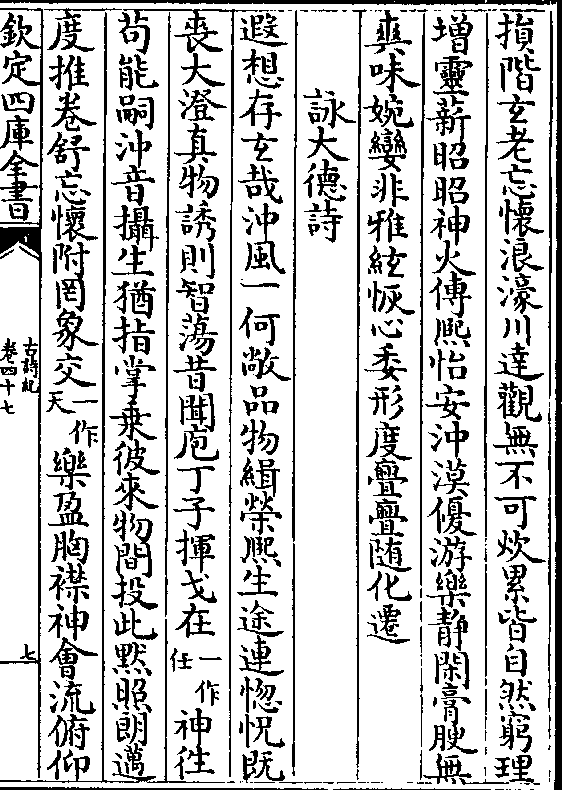 損階玄老忘懷浪濠川達觀無不可炊累皆自然窮理
増靈薪昭昭神火傳熙怡安沖漠優游樂静閑膏腴無
爽味婉孌非雅絃恢心委形度亹亹随化遷
詠大德詩
遐想存玄哉沖風一何敞品物緝榮熙生途連惚怳既
喪大澄真物誘則智蕩昔聞庖丁子揮戈在一作任神往
苟能嗣沖音攝生猶指掌乗彼來物間投此黙照朗邁
度推卷舒忘懷附罔象交一作天樂盈胸襟神會流俯仰
欽定四庫全書
古詩紀
卷四十七
七